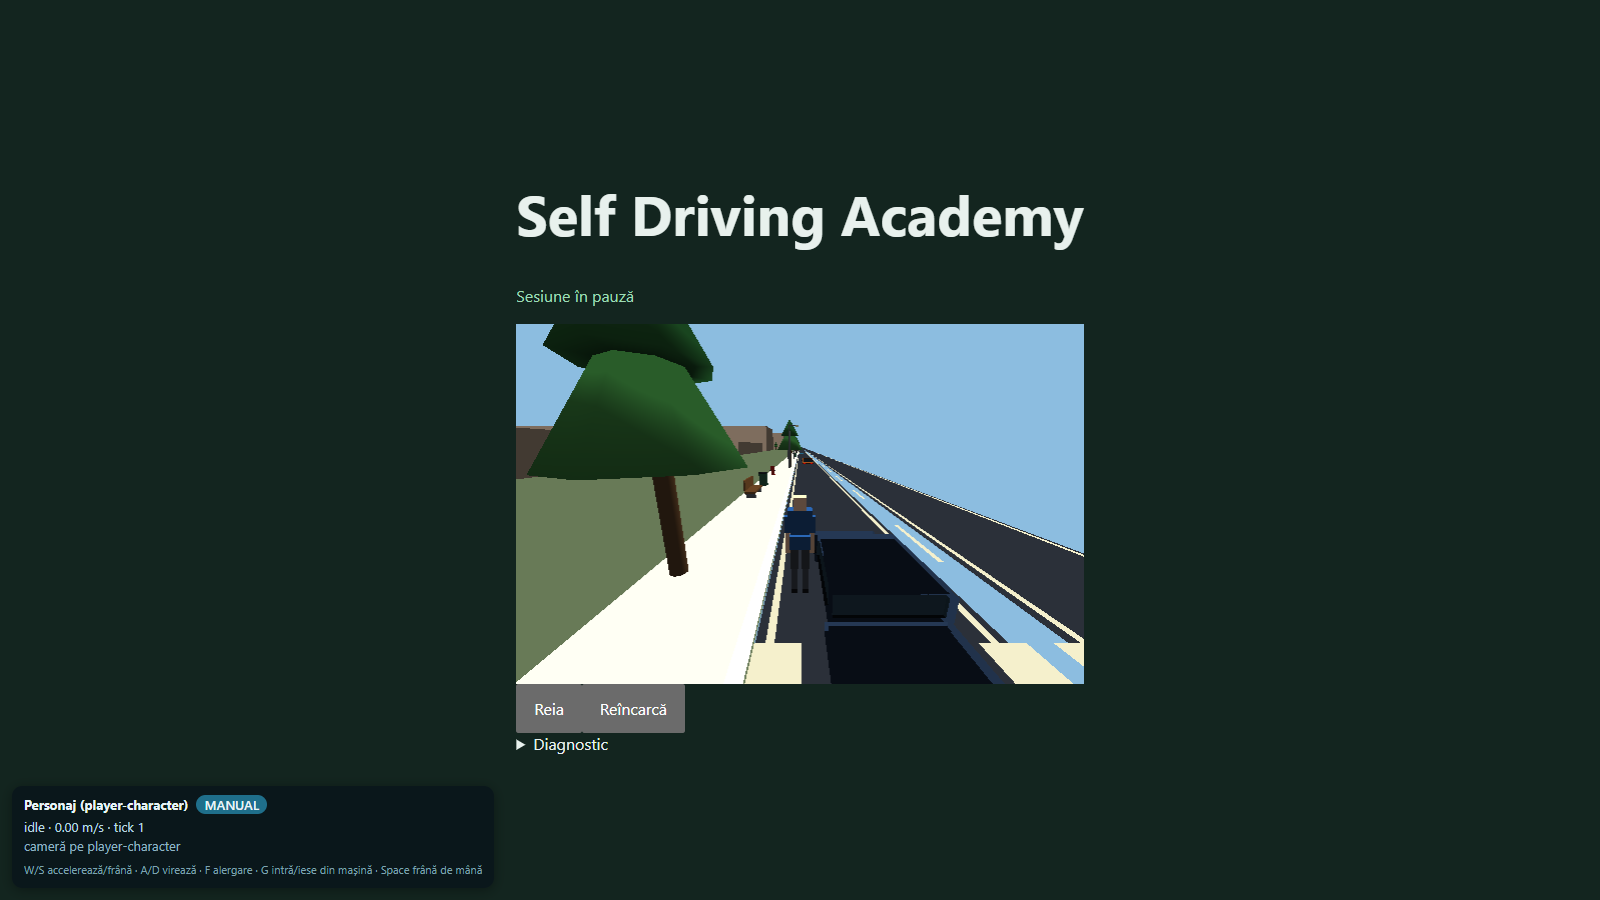 Self Driving Academy
Sesiune în pauză
Reia
Reîncarcă
▶ Diagnostic
Personaj (player-character) MANUAL
idle · 0.00 m/s · tick 1
cameră pe player-character
W/S accelerează/frână · A/D virează · F alergare · G intră/iese din mașină · Space frână de mână